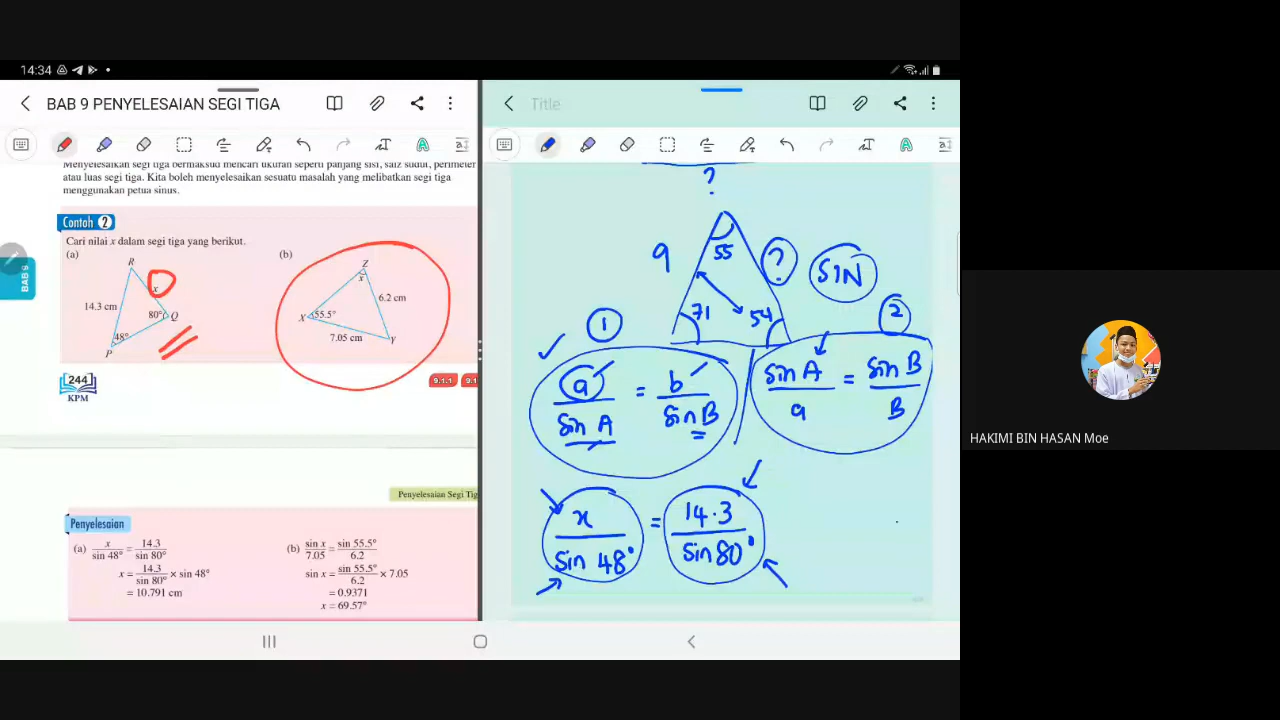 14:34
BAB 9 PENYELESAIAN SEGI TIGA
Menyelesaikan segi tiga bermaksud mencari ukuran seperti panjang sisi, saiz sudut, perimeter
atau luas segi tiga. Kita boleh menyelesaikan sesuatu masalah yang melibatkan segi tiga
menggunakan petua sinus.
Contoh 2
Cari nilai x dalam segi tiga yang berikut.
(a)
(b)
R
x
14.3 cm
80°
Q
48°
P
Z
x
6.2 cm
X
55.5°
7.05 cm
Y
BAB 9
244
KPM
9.1.1
9.1
Penyelesaian Segi Tig
Penyelesaian
(a) x/sin 48° = 14.3/sin 80°
x = 14.3/sin 80° × sin 48°
= 10.791 cm
(b) sin x/7.05 = sin 55.5°/6.2
sin x = sin 55.5°/6.2 × 7.05
= 0.9371
x = 69.57°
Title
?
9
55
?
SIN
71
54
1
2
a/sin A = b/sin B
sin A/a = sin B/B
x/sin 48° = 14.3/sin 80°
HAKIMI BIN HASAN Moe